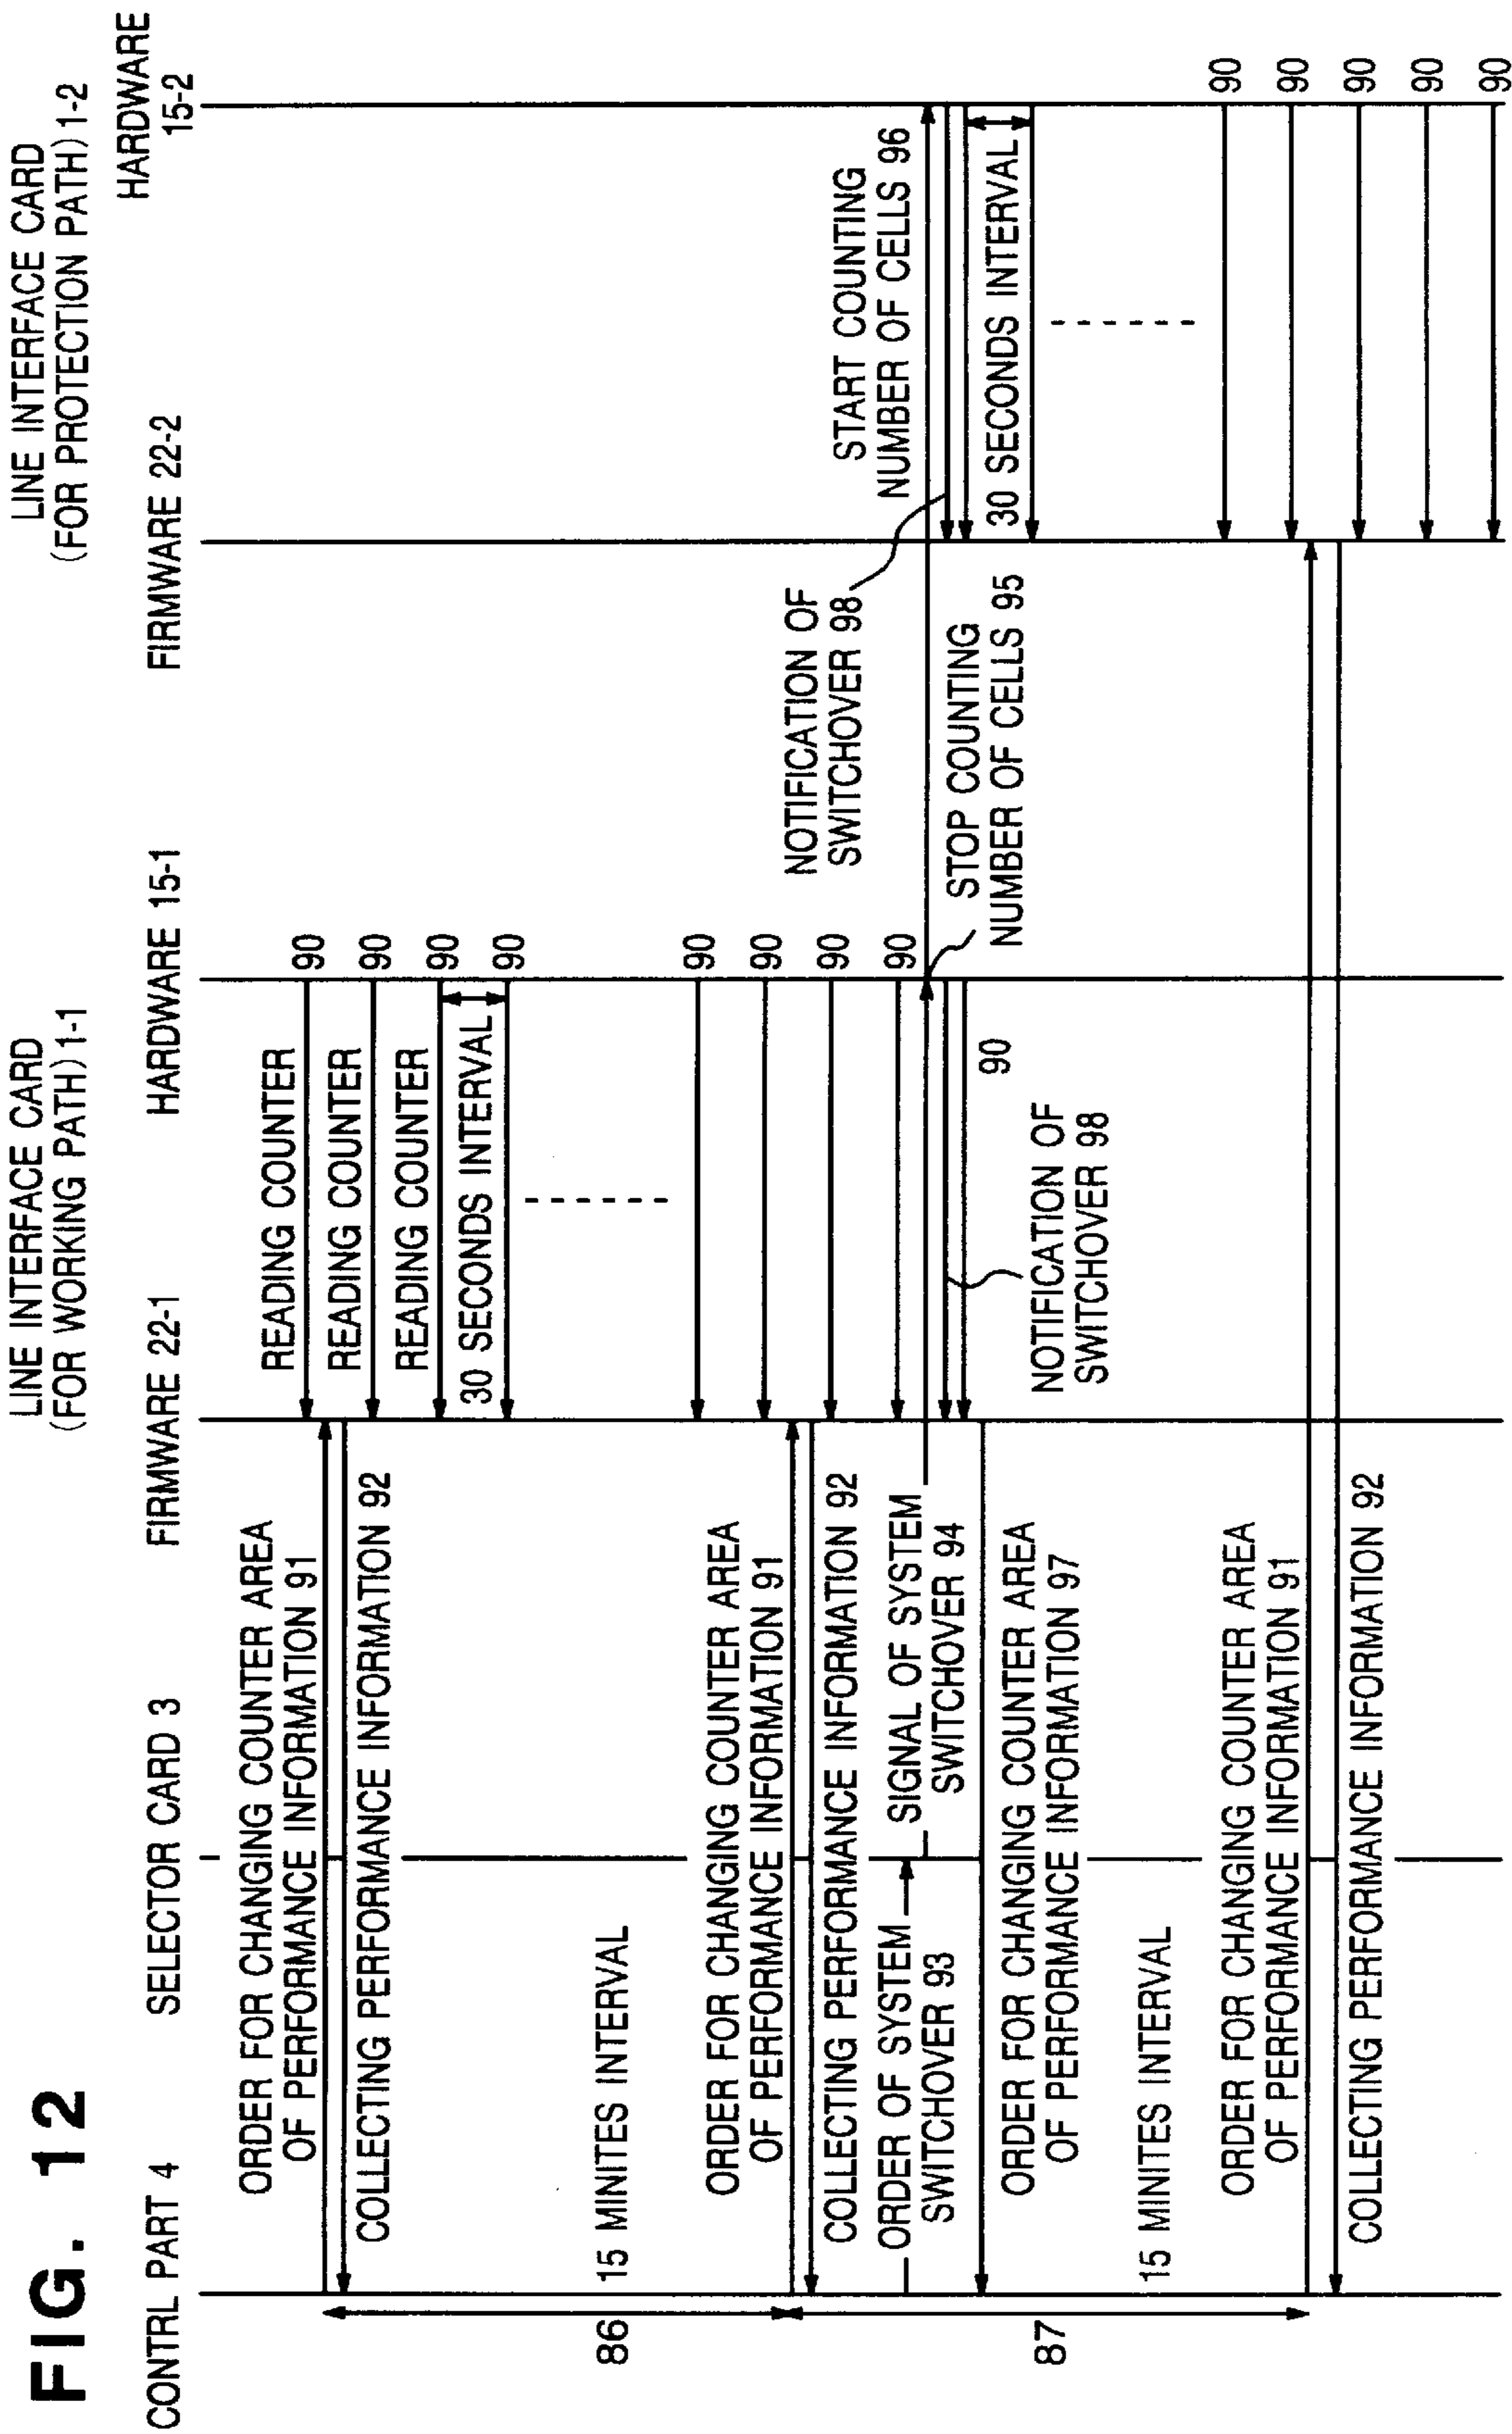 FIG. 12
LINE INTERFACE CARD
(FOR WORKING PATH) 1-1
LINE INTERFACE CARD
(FOR PROTECTION PATH) 1-2
CONTRL PART 4
SELECTOR CARD 3
FIRMWARE 22-1
HARDWARE 15-1
FIRMWARE 22-2
HARDWARE
15-2
ORDER FOR CHANGING COUNTER AREA
OF PERFORMANCE INFORMATION 91
COLLECTING PERFORMANCE INFORMATION 92
READING COUNTER
90
READING COUNTER
90
READING COUNTER
90
30 SECONDS INTERVAL
90
86
15 MINITES INTERVAL
90
90
90
90
ORDER FOR CHANGING COUNTER AREA
OF PERFORMANCE INFORMATION 91
COLLECTING PERFORMANCE INFORMATION 92
ORDER OF SYSTEM
SWITCHOVER 93
SIGNAL OF SYSTEM
SWITCHOVER 94
NOTIFICATION OF
SWITCHOVER 98
START COUNTING
NUMBER OF CELLS 96
STOP COUNTING
NUMBER OF CELLS 95
90
NOTIFICATION OF
SWITCHOVER 98
30 SECONDS INTERVAL
ORDER FOR CHANGING COUNTER AREA
OF PERFORMANCE INFORMATION 97
87
15 MINITES INTERVAL
90
90
90
90
90
ORDER FOR CHANGING COUNTER AREA
OF PERFORMANCE INFORMATION 91
COLLECTING PERFORMANCE INFORMATION 92